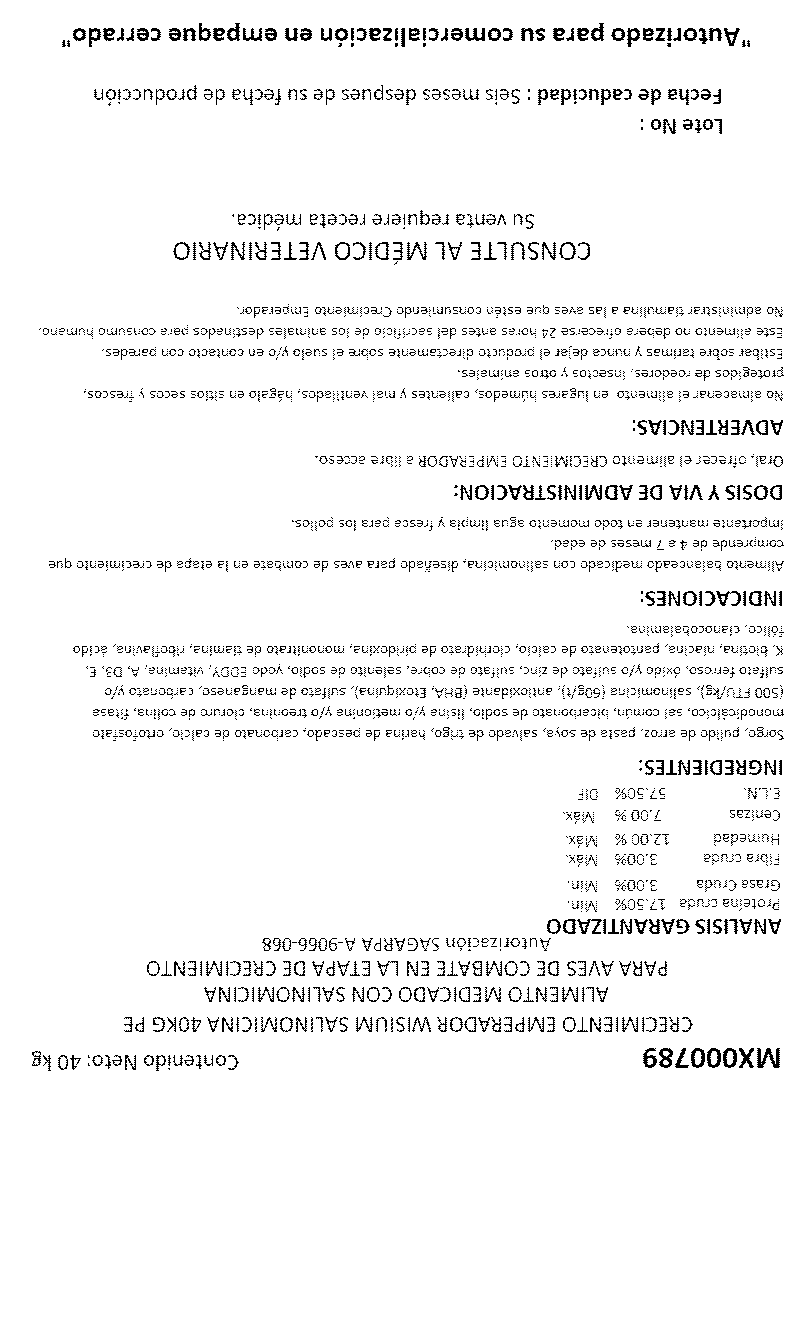 MX000789 Contenido Neto: 40 kg
CRECIMIENTO EMPERADOR WISIUM SALINOMICINA 40KG PE
ALIMENTO MEDICADO CON SALINOMICINA
PARA AVES DE COMBATE EN LA ETAPA DE CRECIMIENTO
Autorización SAGARPA A-9066-068
ANALISIS GARANTIZADO
Proteína cruda 17.50% Min.
Grasa Cruda 3.00% Min.
Fibra cruda 3.00% Máx.
Humedad 12.00 % Máx.
Cenizas 7.00 % Máx.
E.L.N. 57.50% DIF
INGREDIENTES:
Sorgo, pulido de arroz, pasta de soya, salvado de trigo, harina de pescado, carbonato de calcio, ortofosfato
monodicálcico, sal común, bicarbonato de sodio, lisina y/o metionina y/o treonina, cloruro de colina, fitasa
(500 FTU/kg), salinomicina (60g/t), antioxidante (BHA, Etoxiquina), sulfato de manganeso, carbonato y/o
sulfato ferroso, óxido y/o sulfato de zinc, sulfato de cobre, selenito de sodio, yodo EDDY, vitamina, A, D3, E,
K, biotina, niacina, pantotenato de calcio, clorhidrato de piridoxina, mononitrato de tiamina, riboflavina, ácido
fólico, cianocobalamina.
INDICACIONES:
Alimento balanceado medicado con salinomicina, diseñado para aves de combate en la etapa de crecimiento que
comprende de 4 a 7 meses de edad.
Importante mantener en todo momento agua limpia y fresca para los pollos.
DOSIS Y VIA DE ADMINISTRACION:
Oral, ofrecer el alimento CRECIMIENTO EMPERADOR a libre acceso.
ADVERTENCIAS:
No almacenar el alimento en lugares húmedos, calientes y mal ventilados, hágalo en sitios secos y frescos,
protegidos de roedores, insectos y otros animales.
Estibar sobre tarimas y nunca dejar el producto directamente sobre el suelo y/o en contacto con paredes.
Este alimento no debera ofrecerse 24 horas antes del sacrificio de los animales destinados para consumo humano.
No administrar tiamulina a las aves que estén consumiendo Crecimiento Emperador.
CONSULTE AL MÉDICO VETERINARIO
Su venta requiere receta médica.
Lote No :
Fecha de caducidad : Seis meses despues de su fecha de producción
"Autorizado para su comercialización en empaque cerrado"